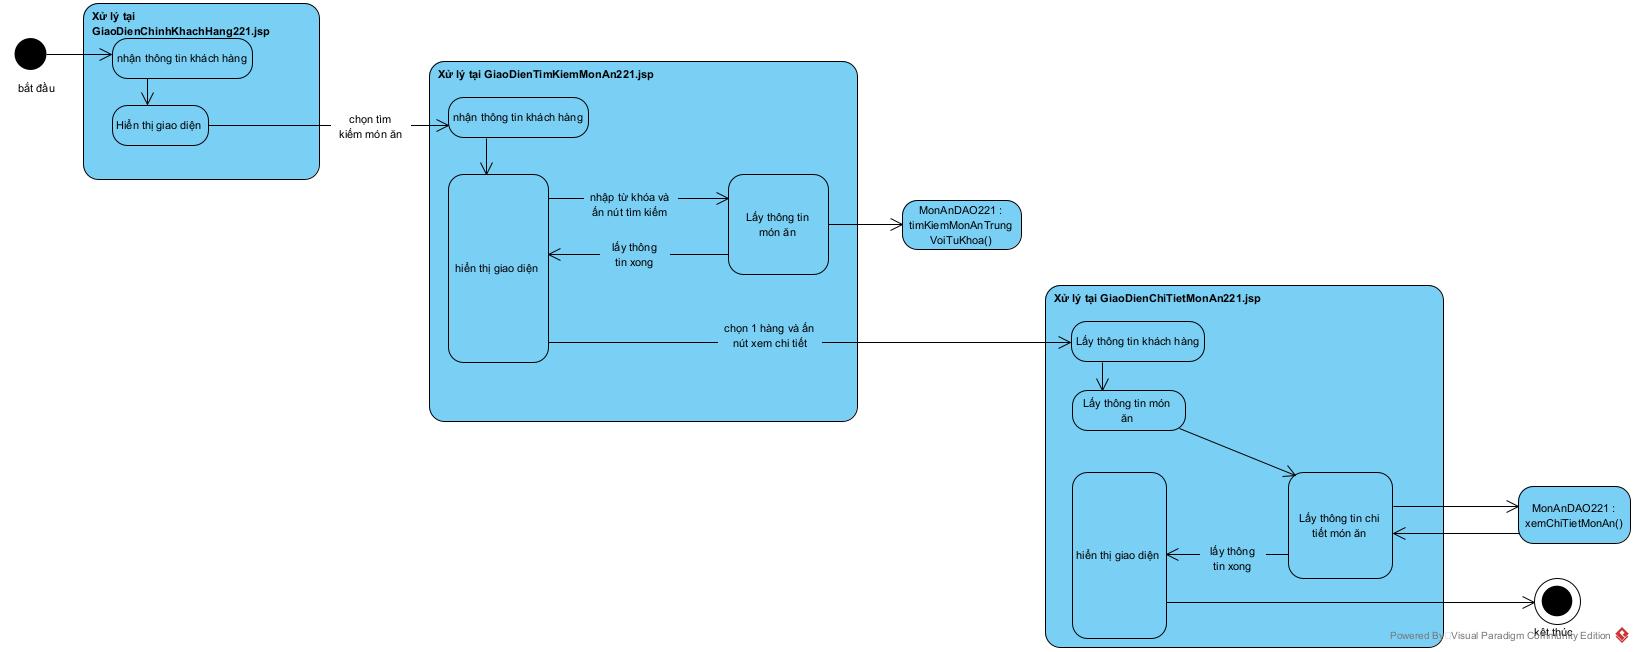 Xử lý tại
GiaoDienChinhKhachHang221.jsp
nhận thông tin khách hàng
bắt đầu
Hiển thị giao diện
chọn tìm
kiếm món ăn
Xử lý tại GiaoDienTimKiemMonAn221.jsp
nhận thông tin khách hàng
nhập từ khóa và
ấn nút tìm kiếm
Lấy thông tin
món ăn
lấy thông
tin xong
hiển thị giao diện
MonAnDAO221 :
timKiemMonAnTrung
VoiTuKhoa()
chọn 1 hàng và ấn
nút xem chi tiết
Xử lý tại GiaoDienChiTietMonAn221.jsp
Lấy thông tin khách hàng
Lấy thông tin món
ăn
Lấy thông tin chi
tiết món ăn
MonAnDAO221 :
xemChiTietMonAn()
lấy thông
tin xong
hiển thị giao diện
kết thúc
Powered By Visual Paradigm Community Edition